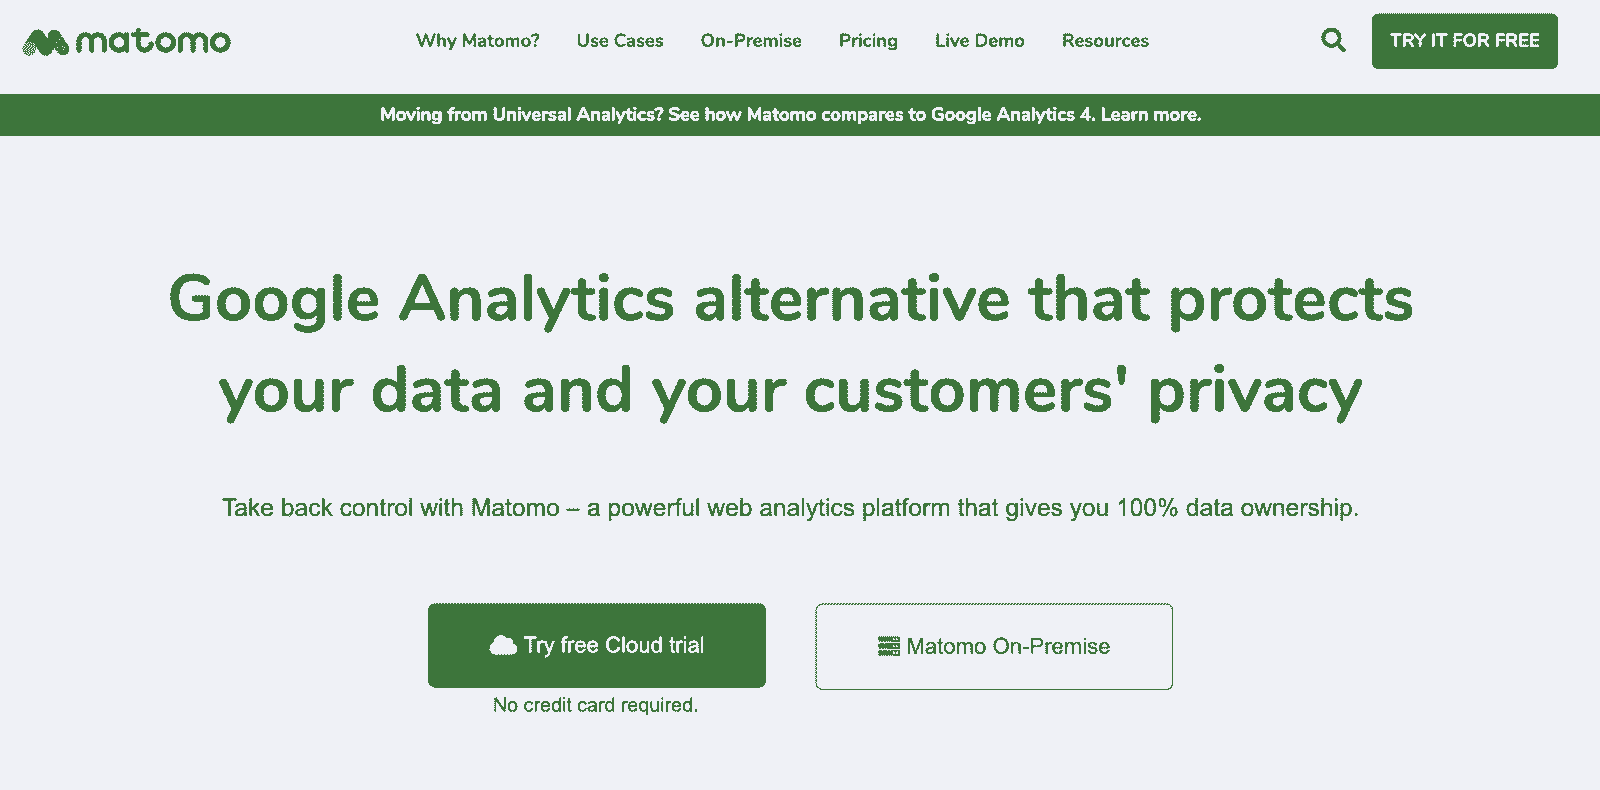 matomo
Why Matomo? Use Cases On-Premise Pricing Live Demo Resources
TRY IT FOR FREE
Moving from Universal Analytics? See how Matomo compares to Google Analytics 4. Learn more.
Google Analytics alternative that protects
your data and your customers' privacy
Take back control with Matomo – a powerful web analytics platform that gives you 100% data ownership.
Try free Cloud trial
Matomo On-Premise
No credit card required.